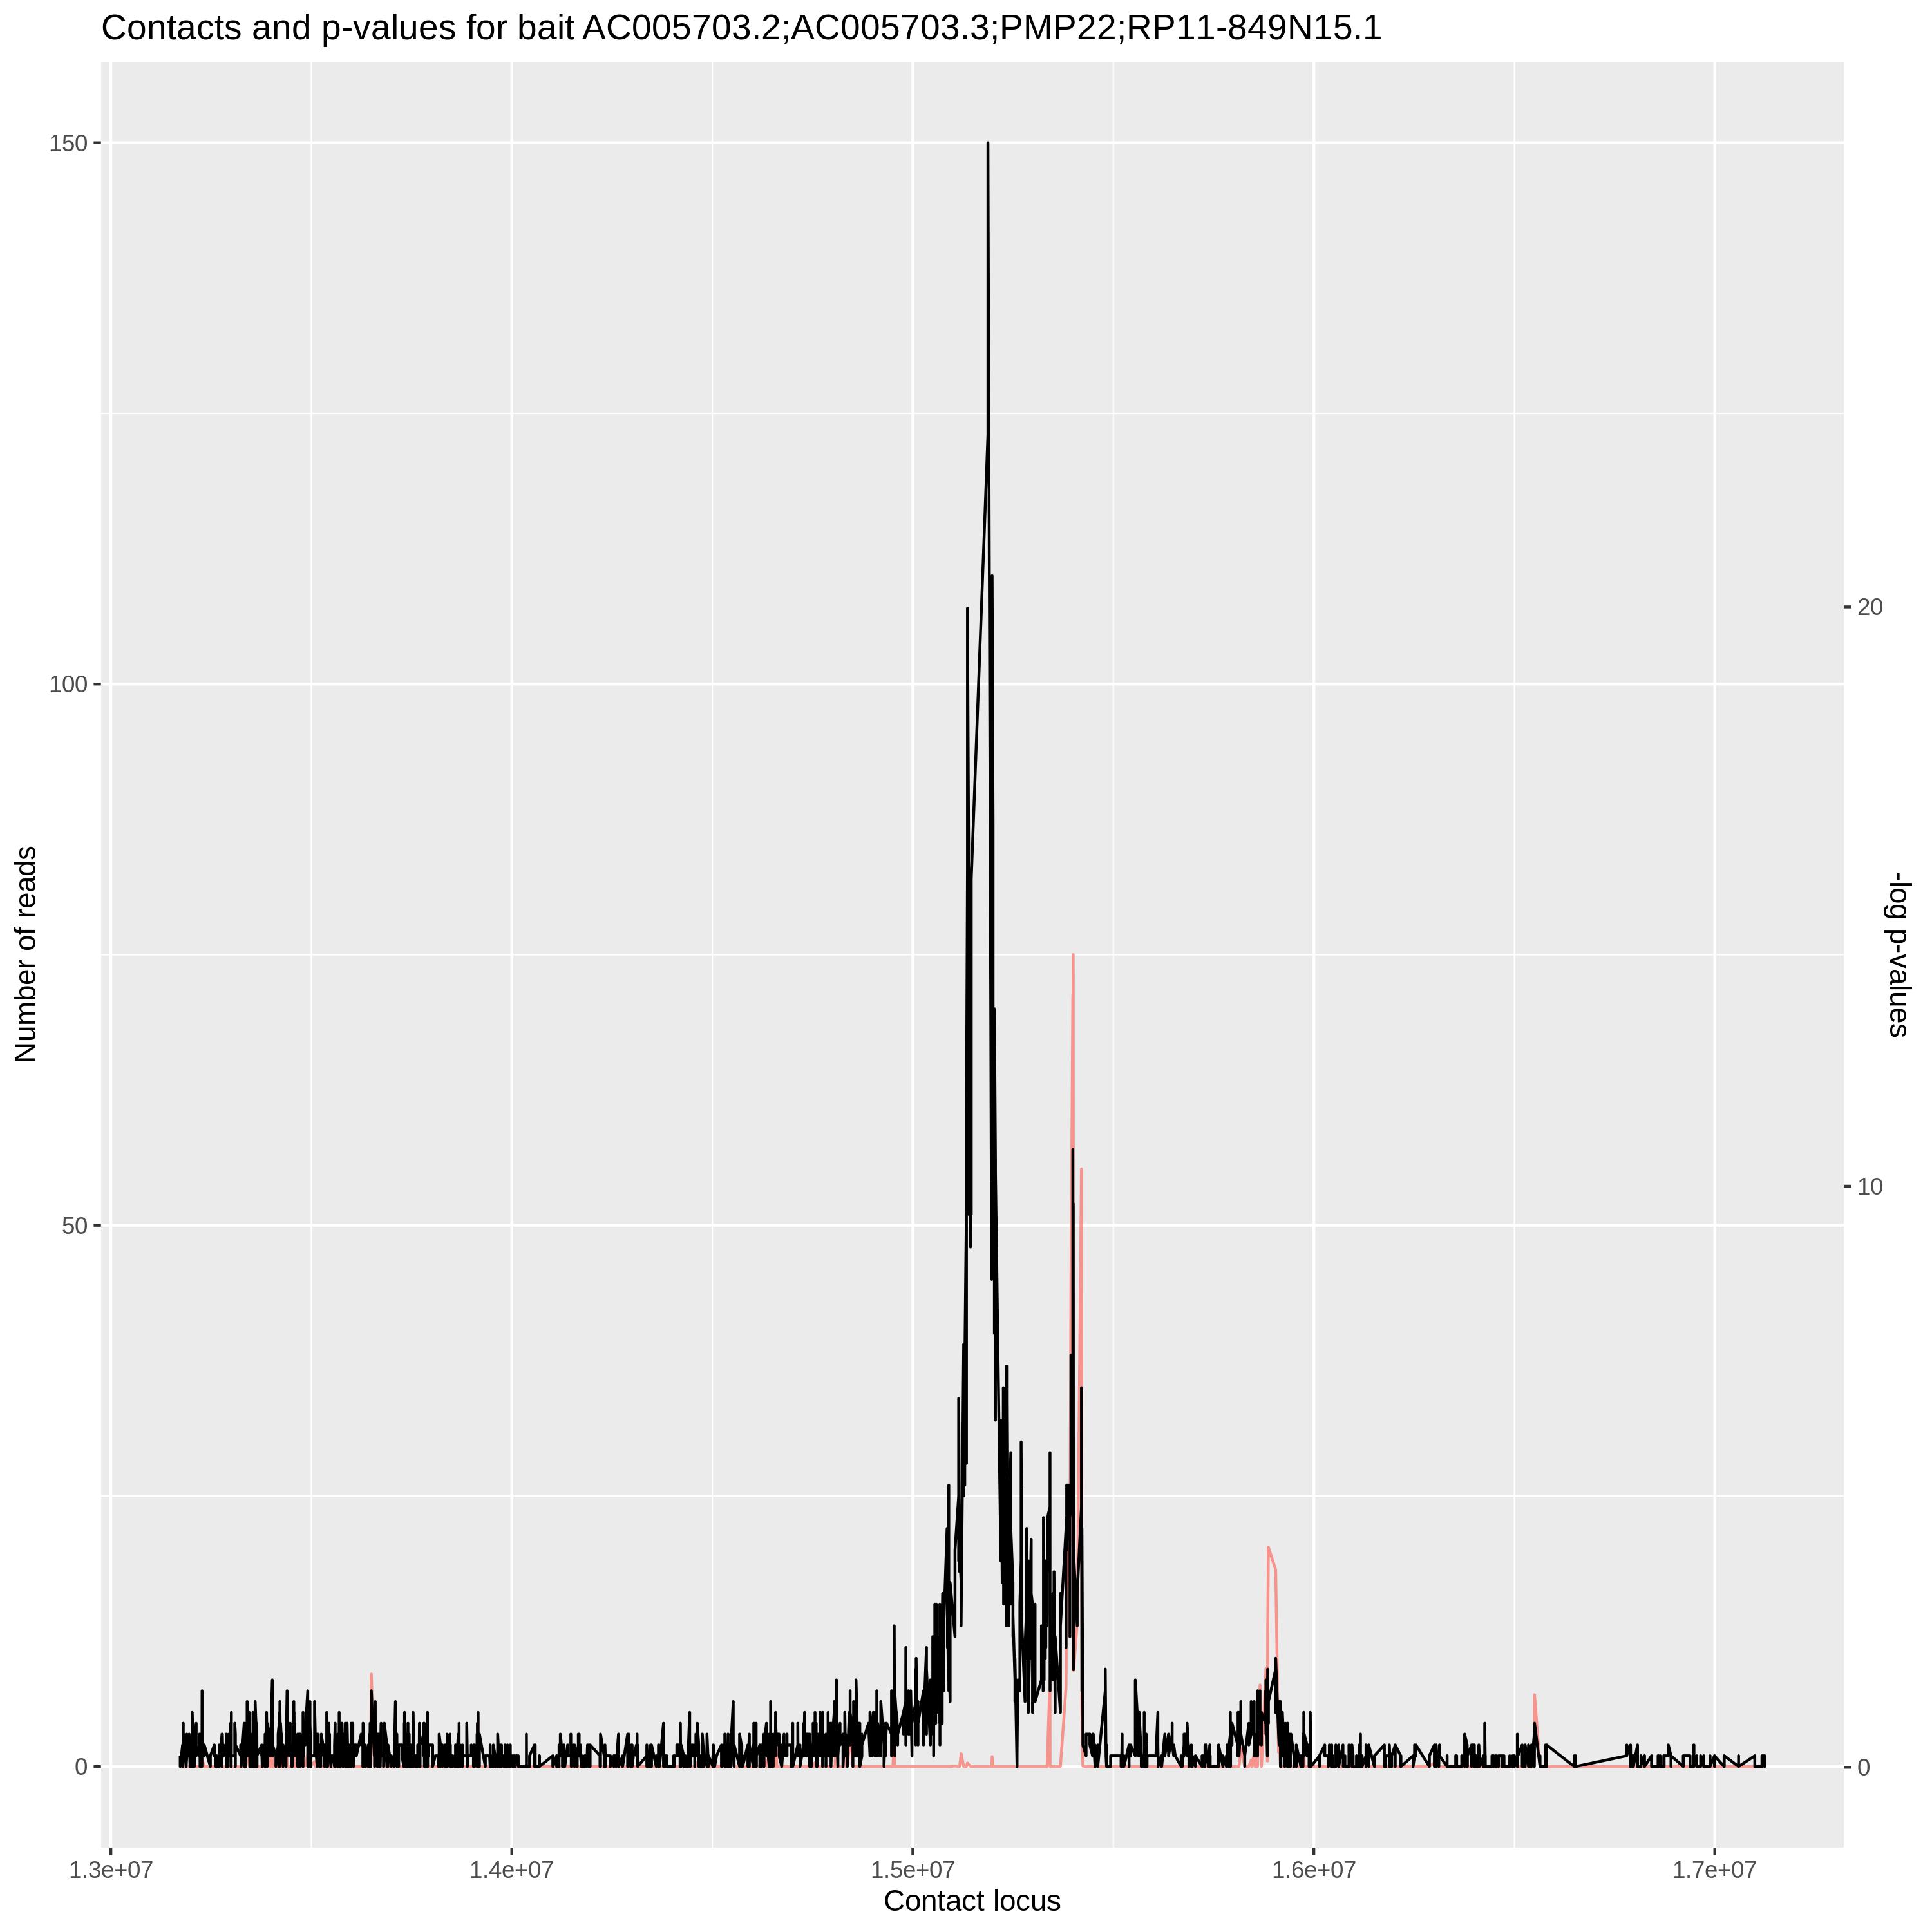 Contacts and p-values for bait AC005703.2;AC005703.3;PMP22;RP11-849N15.1
150
100
50
0
Number of reads
20
10
0
-log p-values
1.3e+07
1.4e+07
1.5e+07
1.6e+07
1.7e+07
Contact locus